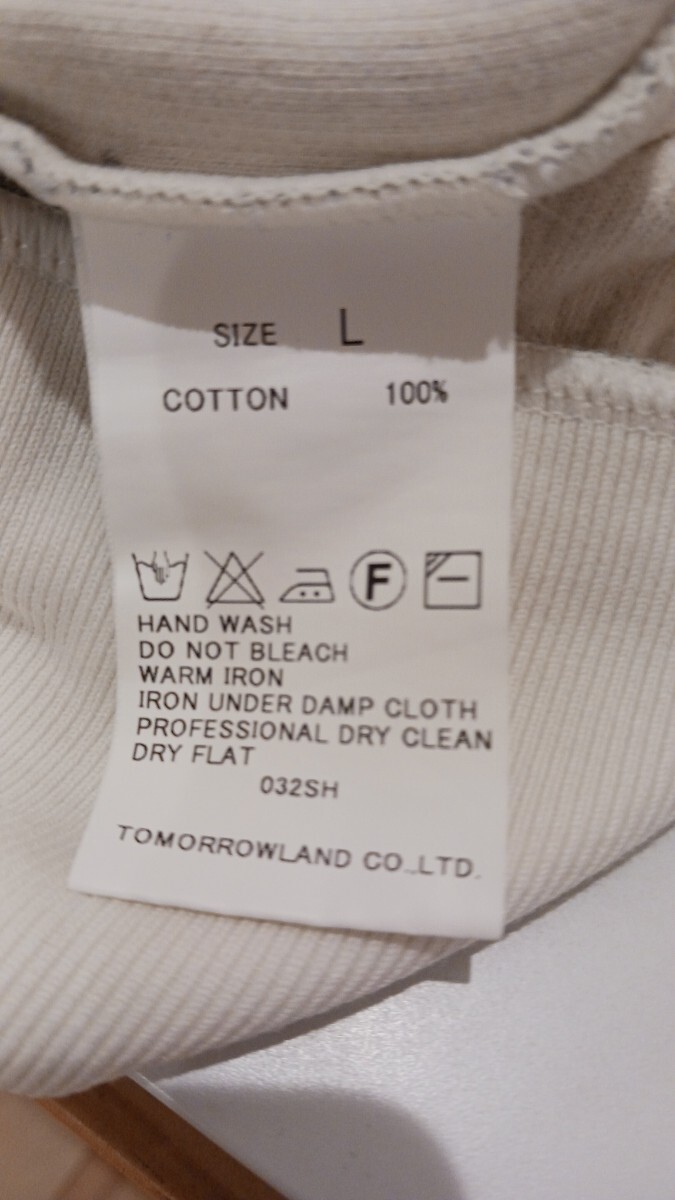 SIZE L
COTTON 100%
F
HAND WASH
DO NOT BLEACH
WARM IRON
IRON UNDER DAMP CLOTH
PROFESSIONAL DRY CLEAN
DRY FLAT
032SH
TOMORROWLAND CO.,LTD.